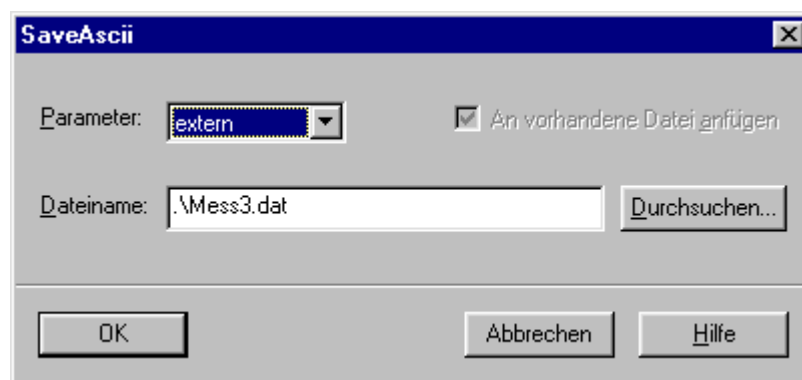 SaveAscii
Parameter: extern An vorhandene Datei anfügen
Dateiname: .\Mess3.dat Durchsuchen...
OK Abbrechen Hilfe